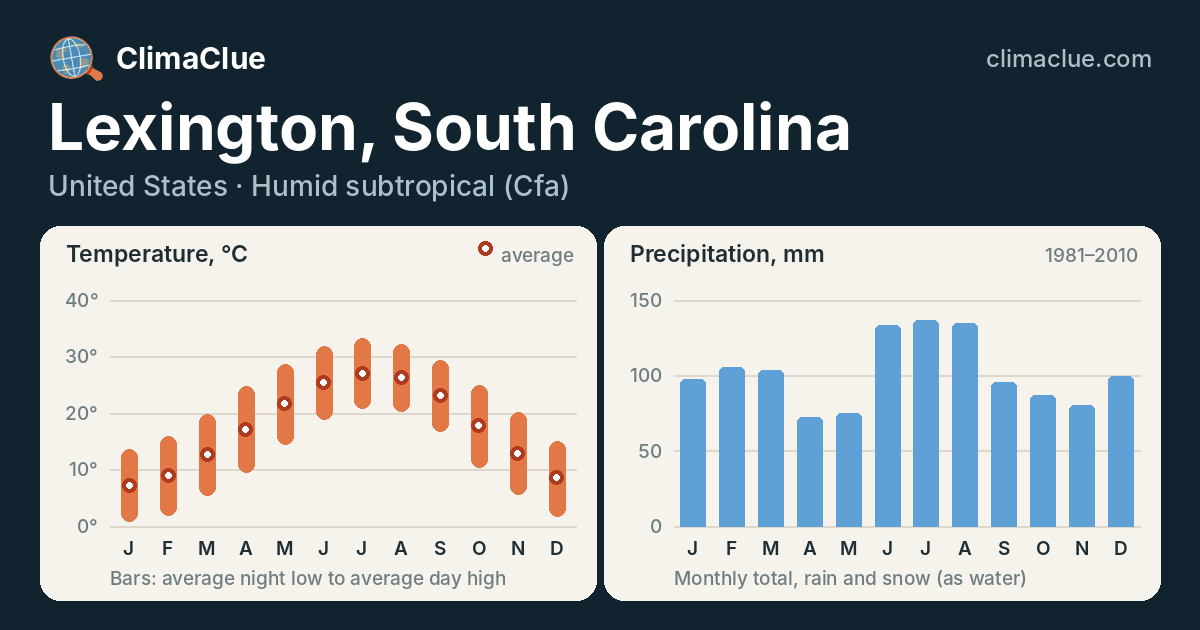 ClimaClue
climaclue.com
Lexington, South Carolina
United States · Humid subtropical (Cfa)
Temperature, °C
average
40°
30°
20°
10°
0°
J F M A M J J A S O N D
Bars: average night low to average day high
Precipitation, mm
1981–2010
150
100
50
0
J F M A M J J A S O N D
Monthly total, rain and snow (as water)